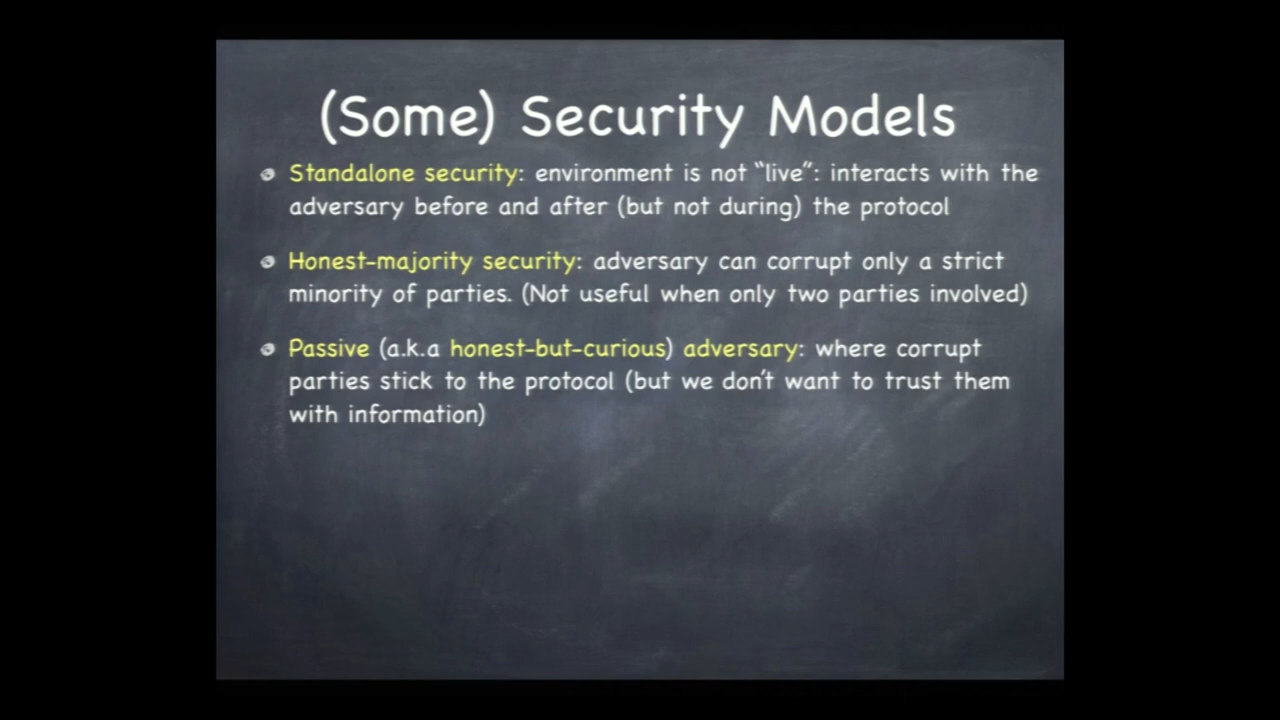 (Some) Security Models
Standalone security: environment is not “live”: interacts with the
adversary before and after (but not during) the protocol
Honest-majority security: adversary can corrupt only a strict
minority of parties. (Not useful when only two parties involved)
Passive (a.k.a honest-but-curious) adversary: where corrupt
parties stick to the protocol (but we don’t want to trust them
with information)